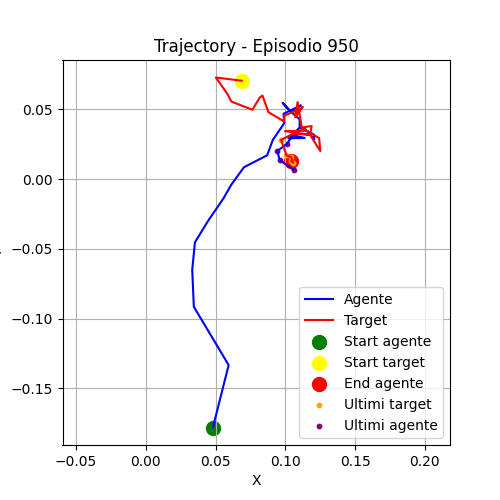 Trajectory - Episodio 950
0.05
0.00
−0.05
−0.10
−0.15
−0.05
0.00
0.05
0.10
0.15
0.20
X
Agente
Target
Start agente
Start target
End agente
Ultimi target
Ultimi agente